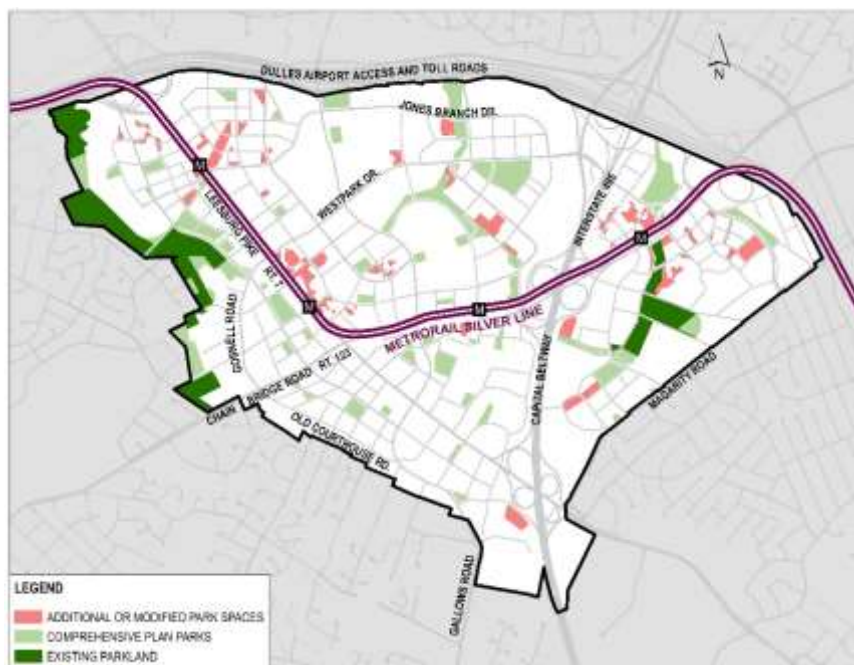 DULLES AIRPORT ACCESS AND TOLL ROADS
N
JONES BRANCH DR.
WESTPARK DR.
INTERSTATE 495
M
LEESBURG PIKE RT. 7
M
M
M
METRORAIL SILVER LINE
GOSNELL ROAD
CHAIN BRIDGE ROAD RT. 123
CAPITAL BELTWAY
MAGARITY ROAD
OLD COURTHOUSE RD.
GALLOWS ROAD
LEGEND
ADDITIONAL OR MODIFIED PARK SPACES
COMPREHENSIVE PLAN PARKS
EXISTING PARKLAND